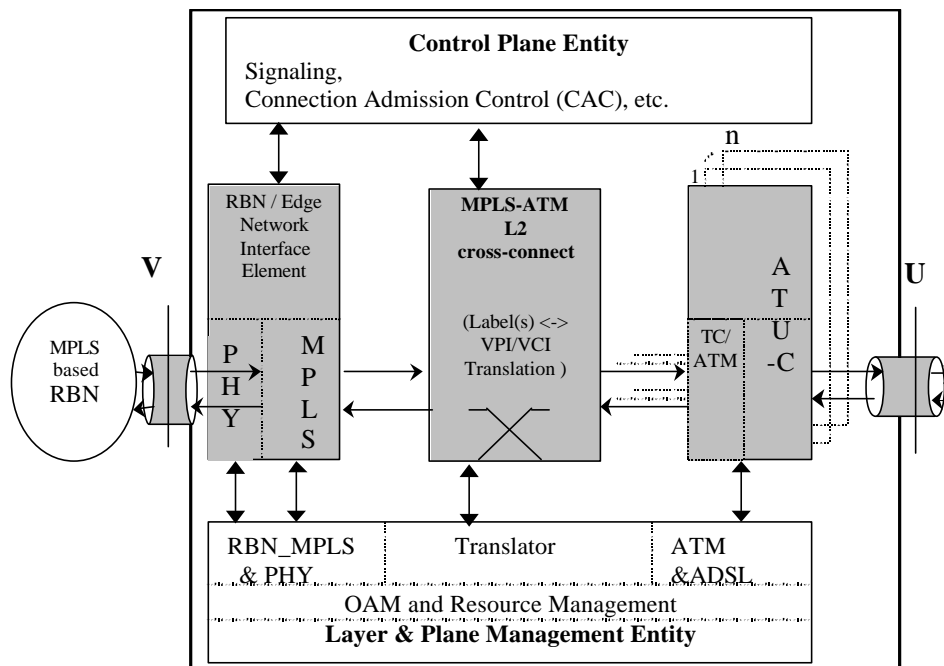 Control Plane Entity
Signaling,
Connection Admission Control (CAC), etc.
n
1
RBN / Edge
Network
Interface
Element
MPLS-ATM
L2
cross-connect
A
T
U
-C
V
U
MPLS
based
RBN
P
H
Y
M
P
L
S
(Label(s) <->
VPI/VCI
Translation )
TC/
ATM
RBN_MPLS
& PHY
Translator
ATM
&ADSL
OAM and Resource Management
Layer & Plane Management Entity